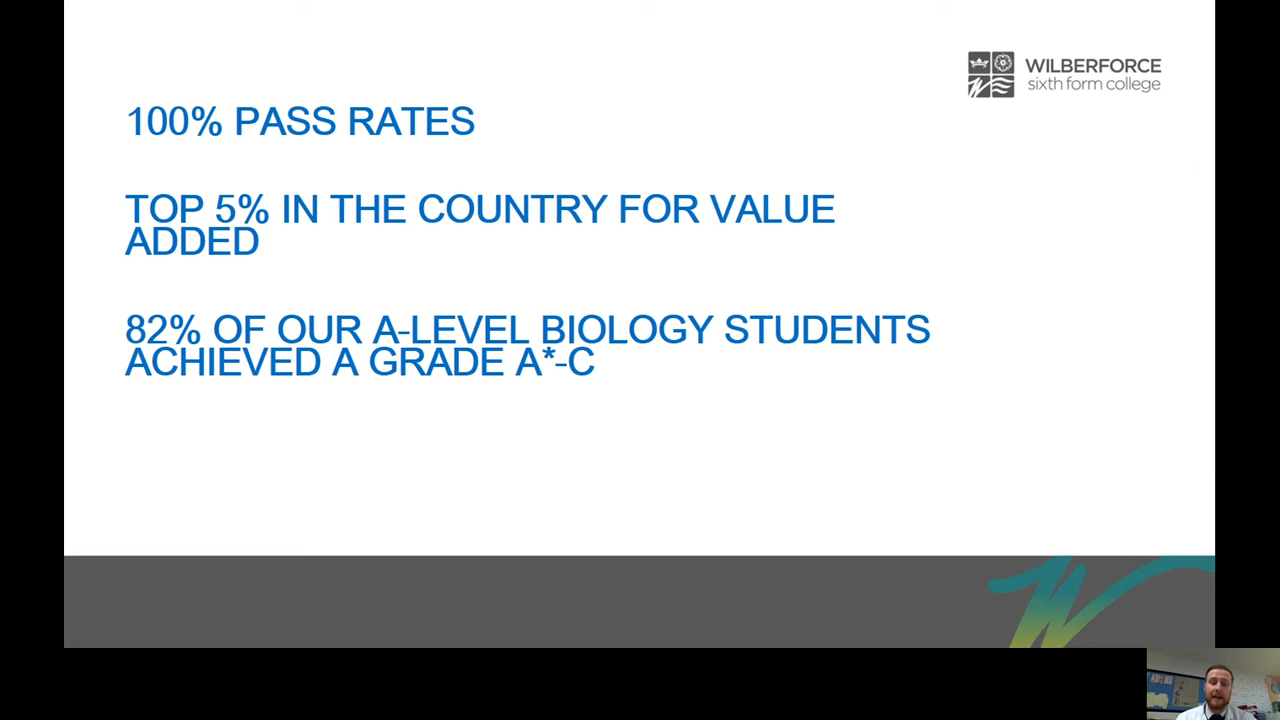 WILBERFORCE
sixth form college
100% PASS RATES
TOP 5% IN THE COUNTRY FOR VALUE
ADDED
82% OF OUR A-LEVEL BIOLOGY STUDENTS
ACHIEVED A GRADE A*-C